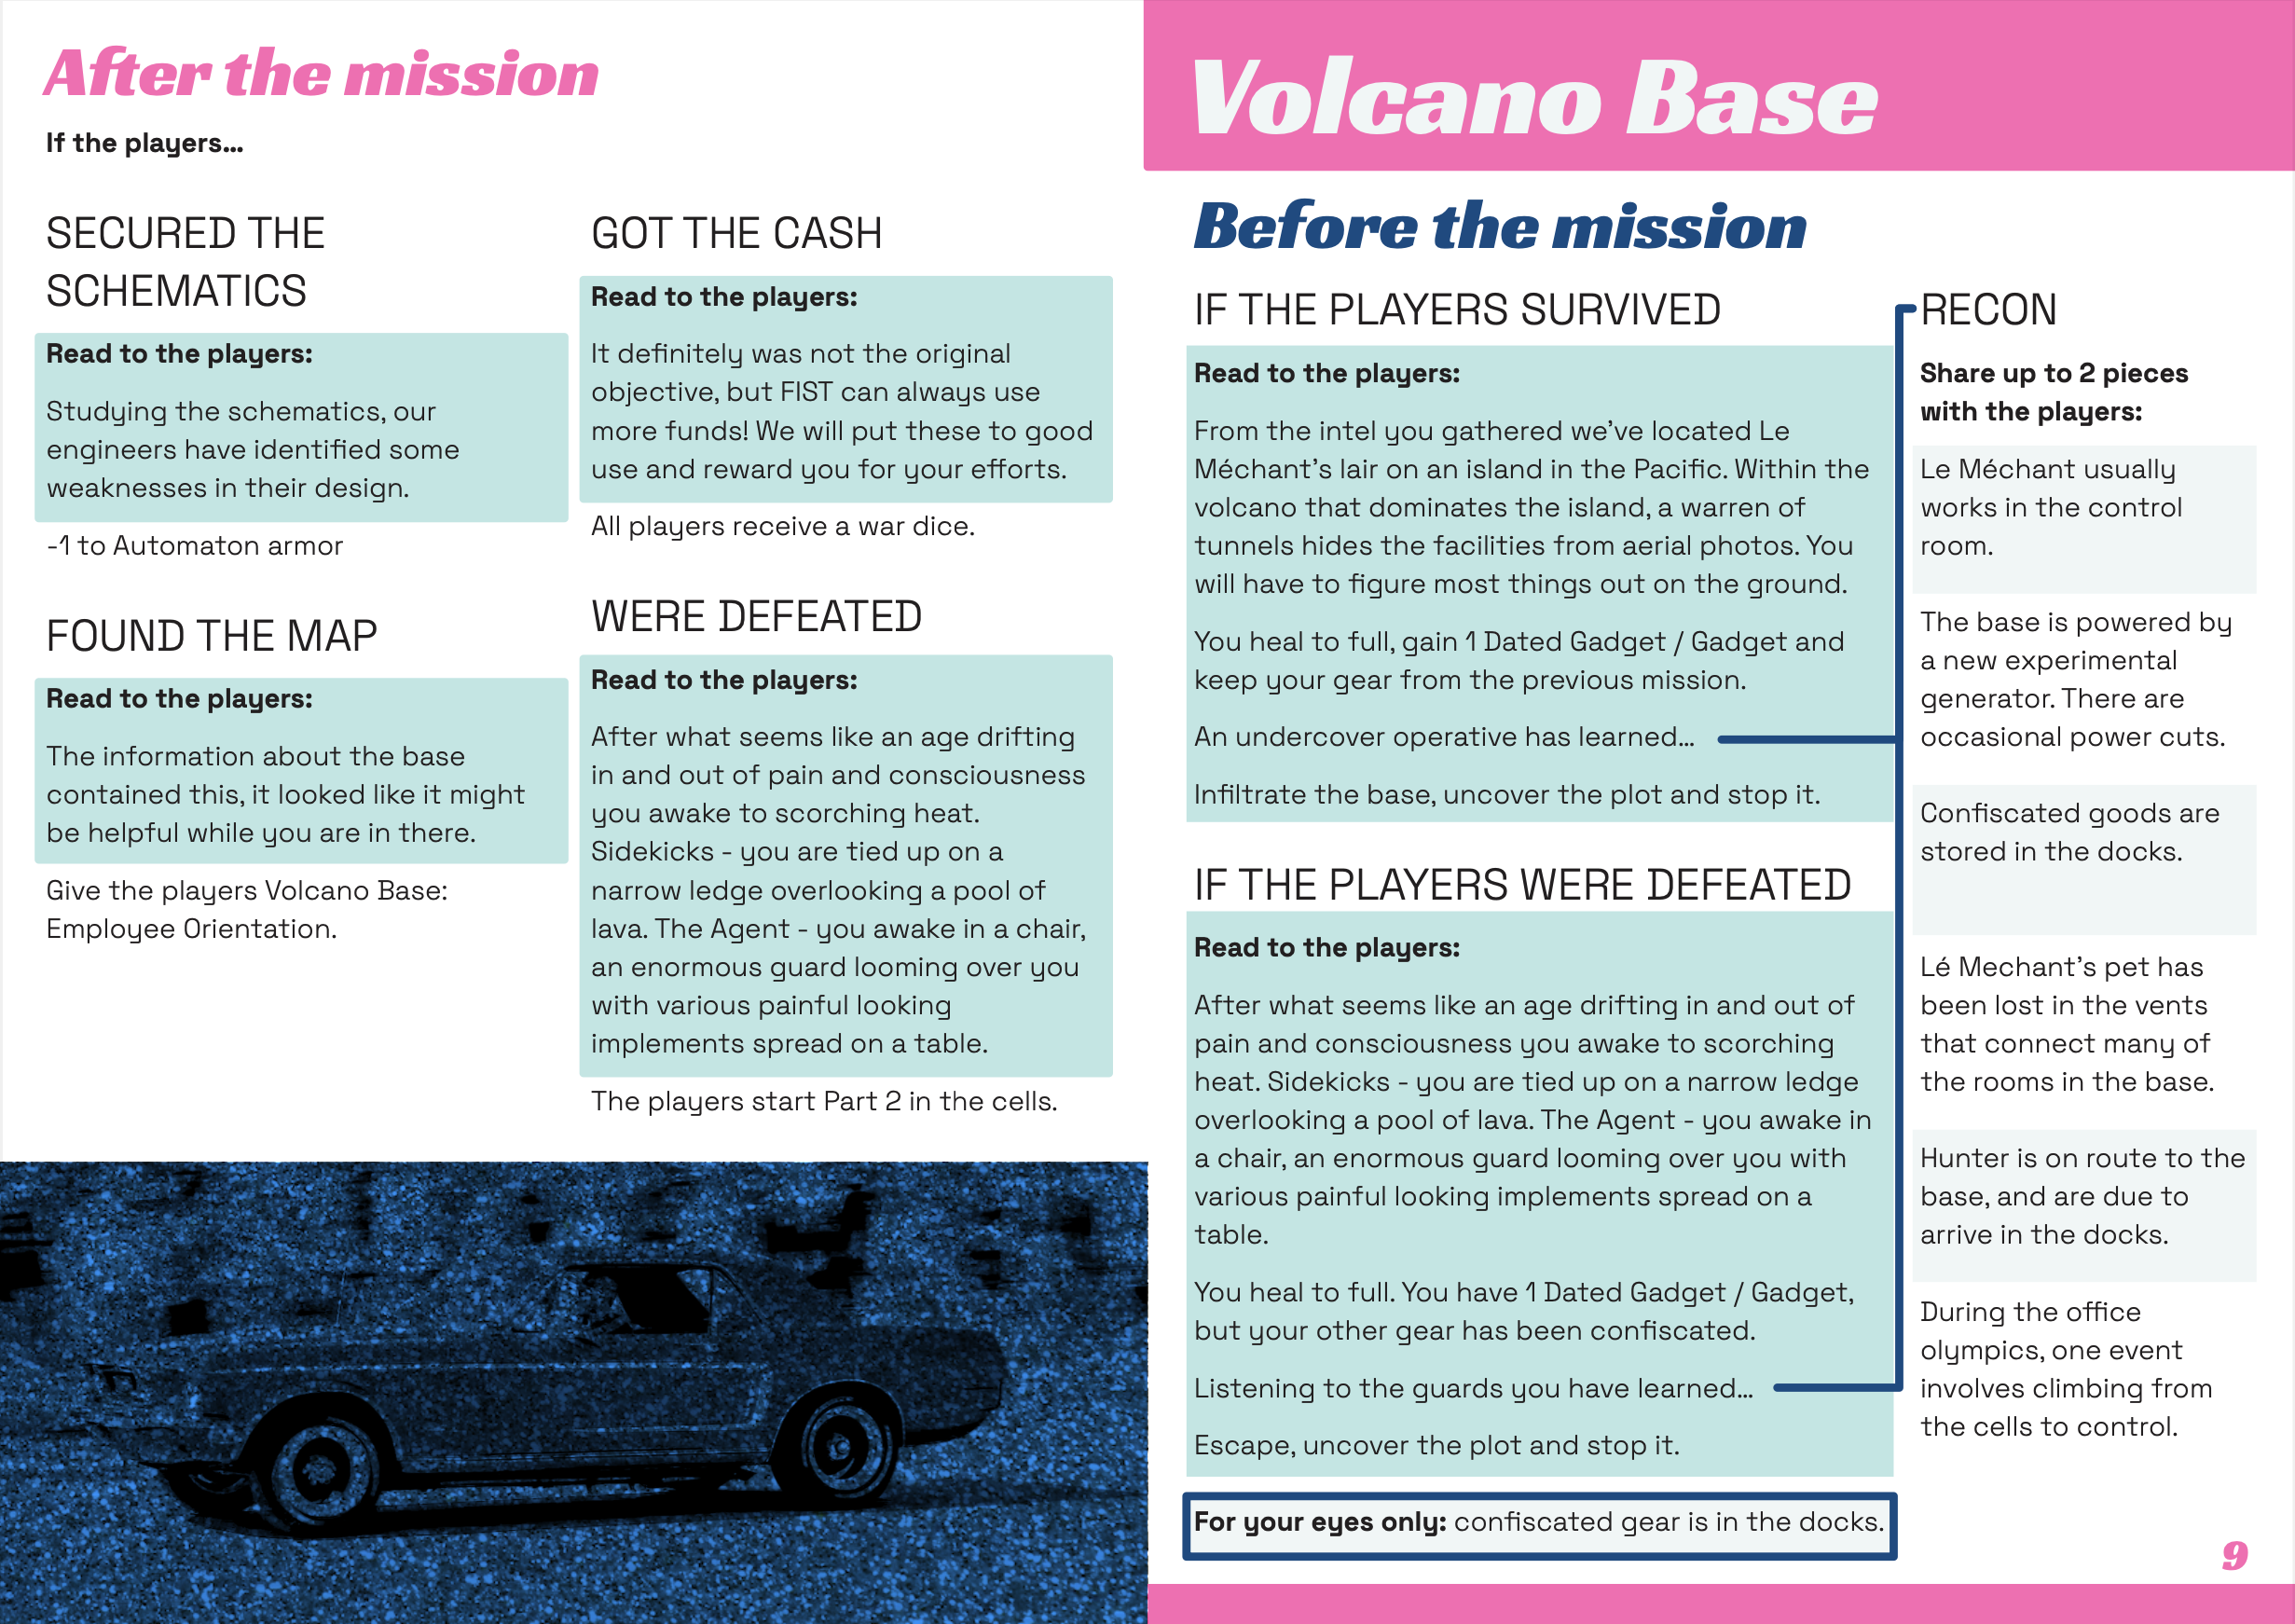 After the mission
If the players...
SECURED THE
SCHEMATICS
Read to the players:
Studying the schematics, our
engineers have identified some
weaknesses in their design.
-1 to Automaton armor
FOUND THE MAP
Read to the players:
The information about the base
contained this, it looked like it might
be helpful while you are in there.
Give the players Volcano Base:
Employee Orientation.
GOT THE CASH
Read to the players:
It definitely was not the original
objective, but FIST can always use
more funds! We will put these to good
use and reward you for your efforts.
All players receive a war dice.
WERE DEFEATED
Read to the players:
After what seems like an age drifting
in and out of pain and consciousness
you awake to scorching heat.
Sidekicks - you are tied up on a
narrow ledge overlooking a pool of
lava. The Agent - you awake in a chair,
an enormous guard looming over you
with various painful looking
implements spread on a table.
The players start Part 2 in the cells.
Volcano Base
Before the mission
IF THE PLAYERS SURVIVED
Read to the players:
From the intel you gathered we've located Le
Méchant's lair on an island in the Pacific. Within the
volcano that dominates the island, a warren of
tunnels hides the facilities from aerial photos. You
will have to figure most things out on the ground.
You heal to full, gain 1 Dated Gadget / Gadget and
keep your gear from the previous mission.
An undercover operative has learned...
Infiltrate the base, uncover the plot and stop it.
IF THE PLAYERS WERE DEFEATED
Read to the players:
After what seems like an age drifting in and out of
pain and consciousness you awake to scorching
heat. Sidekicks - you are tied up on a narrow ledge
overlooking a pool of lava. The Agent - you awake in
a chair, an enormous guard looming over you with
various painful looking implements spread on a
table.
You heal to full. You have 1 Dated Gadget / Gadget,
but your other gear has been confiscated.
Listening to the guards you have learned...
Escape, uncover the plot and stop it.
For your eyes only: confiscated gear is in the docks.
RECON
Share up to 2 pieces
with the players:
Le Méchant usually
works in the control
room.
The base is powered by
a new experimental
generator. There are
occasional power cuts.
Confiscated goods are
stored in the docks.
Lé Mechant's pet has
been lost in the vents
that connect many of
the rooms in the base.
Hunter is on route to the
base, and are due to
arrive in the docks.
During the office
olympics, one event
involves climbing from
the cells to control.
9